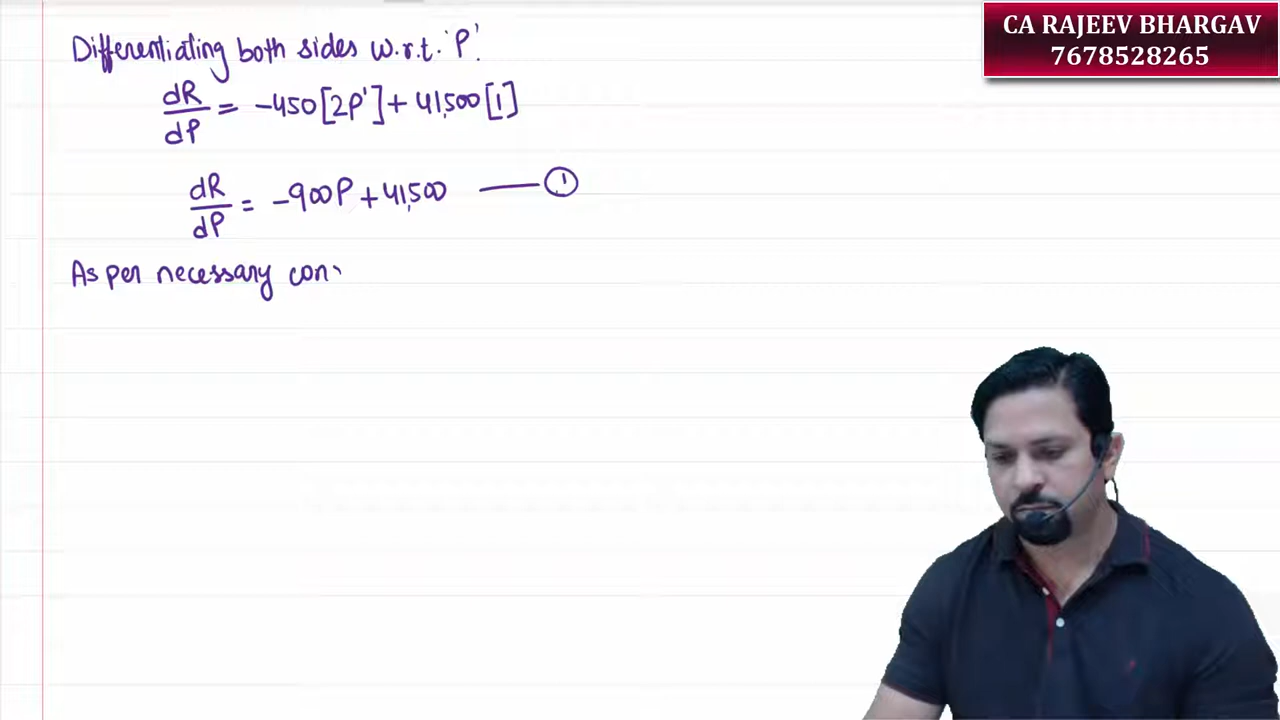 CA RAJEEV BHARGAV
7678528265
Differentiating both sides w.r.t. 'P'.
dR/dP = -450[2P'] + 41,500[1]
dR/dP = -900P + 41,500 —— ①
As per necessary con